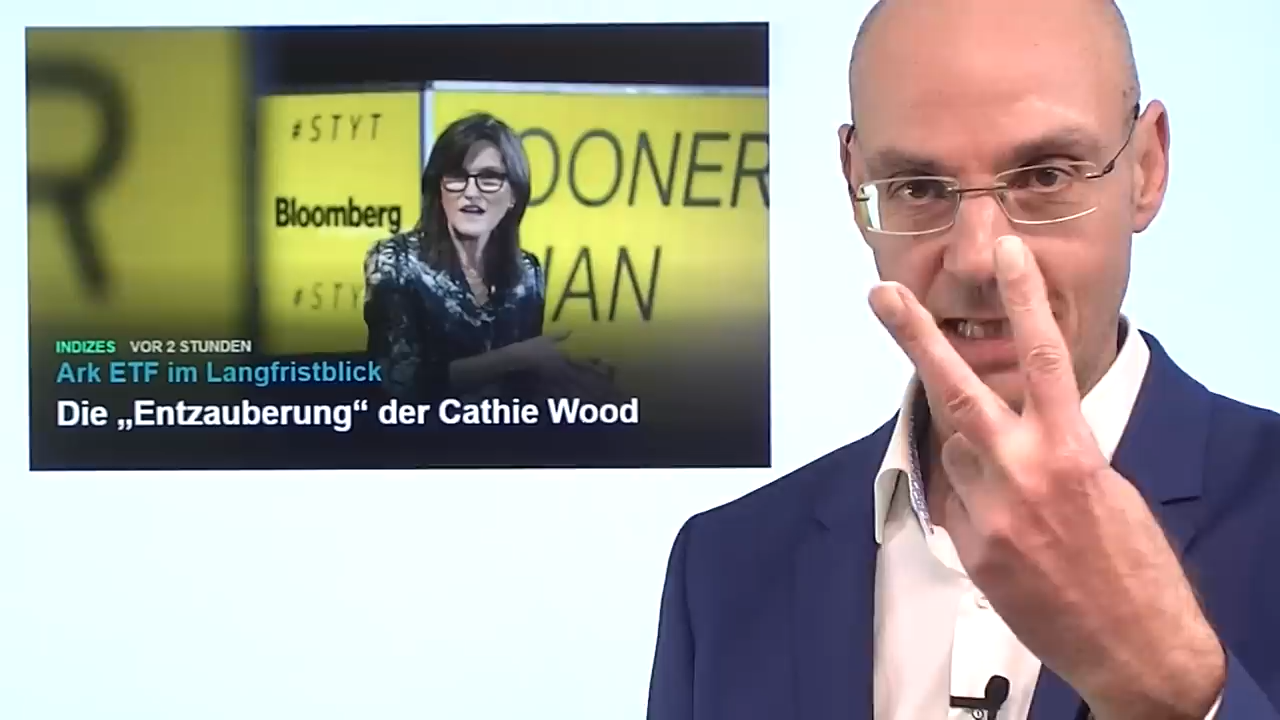 R
#STYT
OONER
Bloomberg
IAN
#STY
INDIZES VOR 2 STUNDEN
Ark ETF im Langfristblick
Die „Entzauberung“ der Cathie Wood